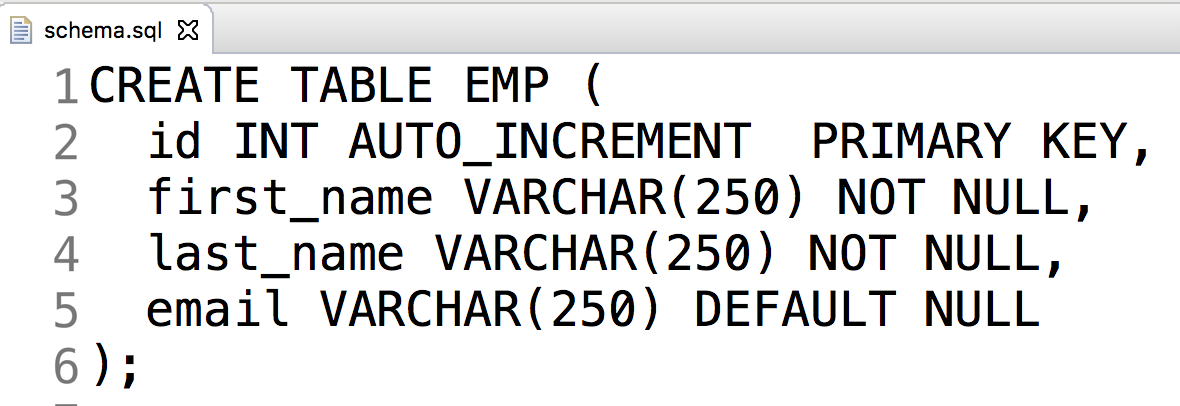 schema.sql
1 CREATE TABLE EMP (
2   id INT AUTO_INCREMENT  PRIMARY KEY,
3   first_name VARCHAR(250) NOT NULL,
4   last_name VARCHAR(250) NOT NULL,
5   email VARCHAR(250) DEFAULT NULL
6 );